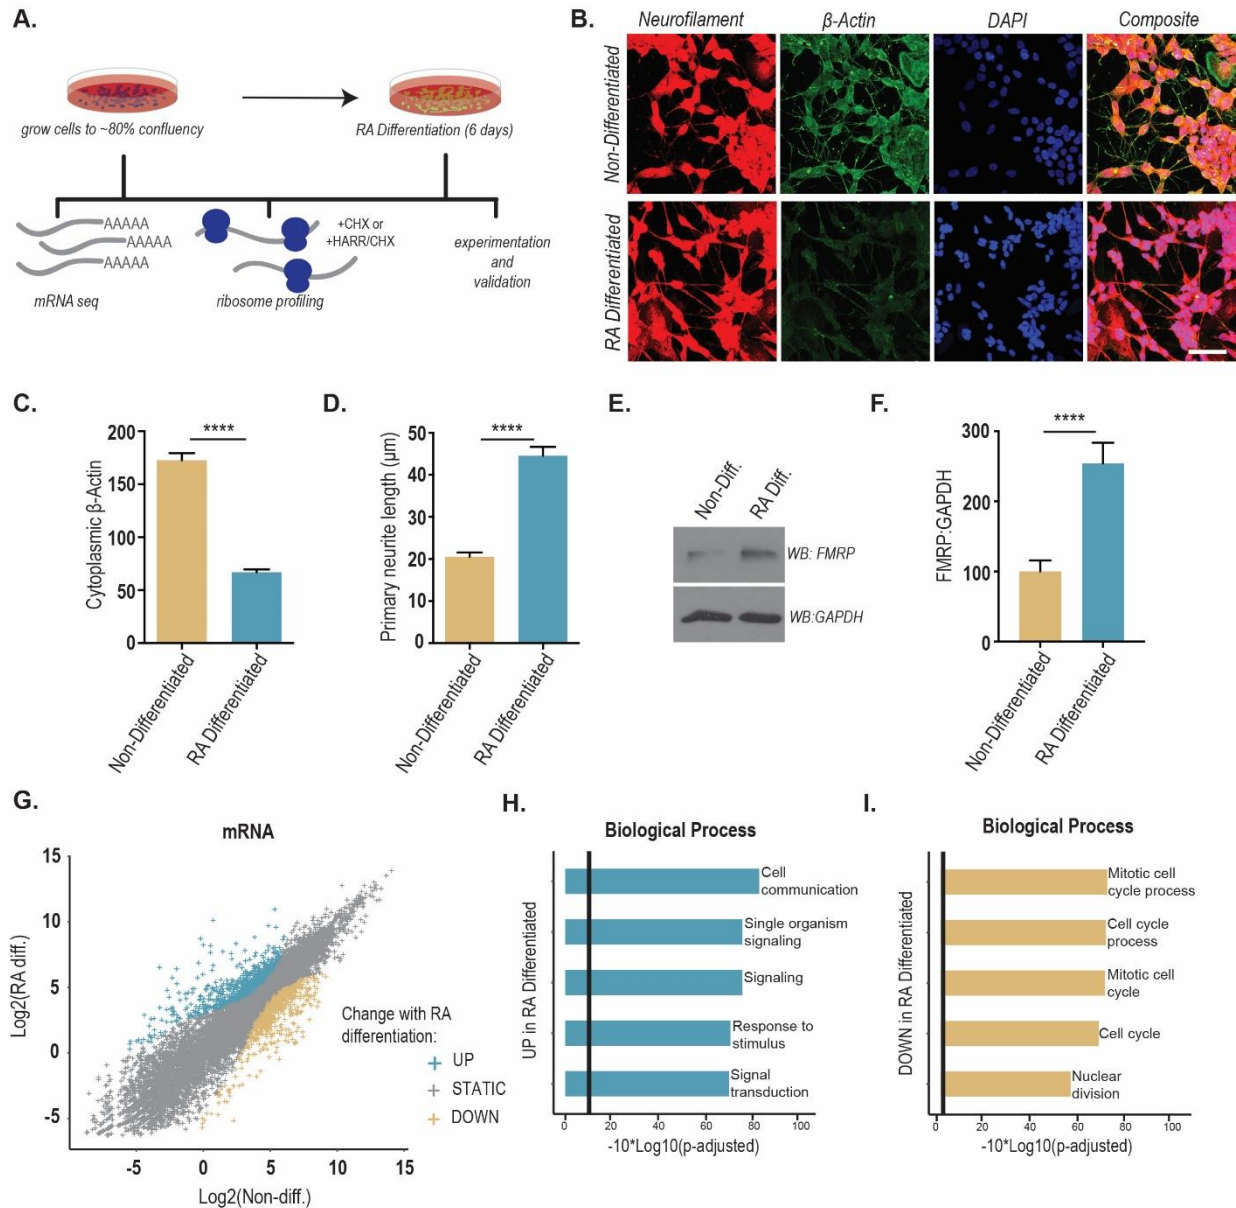 A.
grow cells to ~80% confluency
RA Differentiation (6 days)
AAAAA
AAAAA
AAAAA
mRNA seq
+CHX or
+HARR/CHX
ribosome profiling
experimentation
and
validation
B.
Neurofilament
β-Actin
DAPI
Composite
Non-Differentiated
RA Differentiated
C.
****
Cytoplasmic β-Actin
200
150
100
50
0
Non-Differentiated
RA Differentiated
D.
****
Primary neurite length (µm)
50
40
30
20
10
0
Non-Differentiated
RA Differentiated
E.
Non-Diff.
RA Diff.
WB: FMRP
WB:GAPDH
F.
****
FMRP:GAPDH
300
200
100
0
Non-Differentiated
RA Differentiated
G.
mRNA
Log2(RA diff.)
15
10
5
0
-5
-5
0
5
10
15
Log2(Non-diff.)
Change with RA
differentiation:
UP
STATIC
DOWN
H.
Biological Process
UP in RA Differentiated
Cell
communication
Single organism
signaling
Signaling
Response to
stimulus
Signal
transduction
0
20
40
60
80
100
-10*Log10(p-adjusted)
I.
Biological Process
DOWN in RA Differentiated
Mitotic cell
cycle process
Cell cycle
process
Mitotic cell
cycle
Cell cycle
Nuclear
division
0
20
40
60
80
100
-10*Log10(p-adjusted)